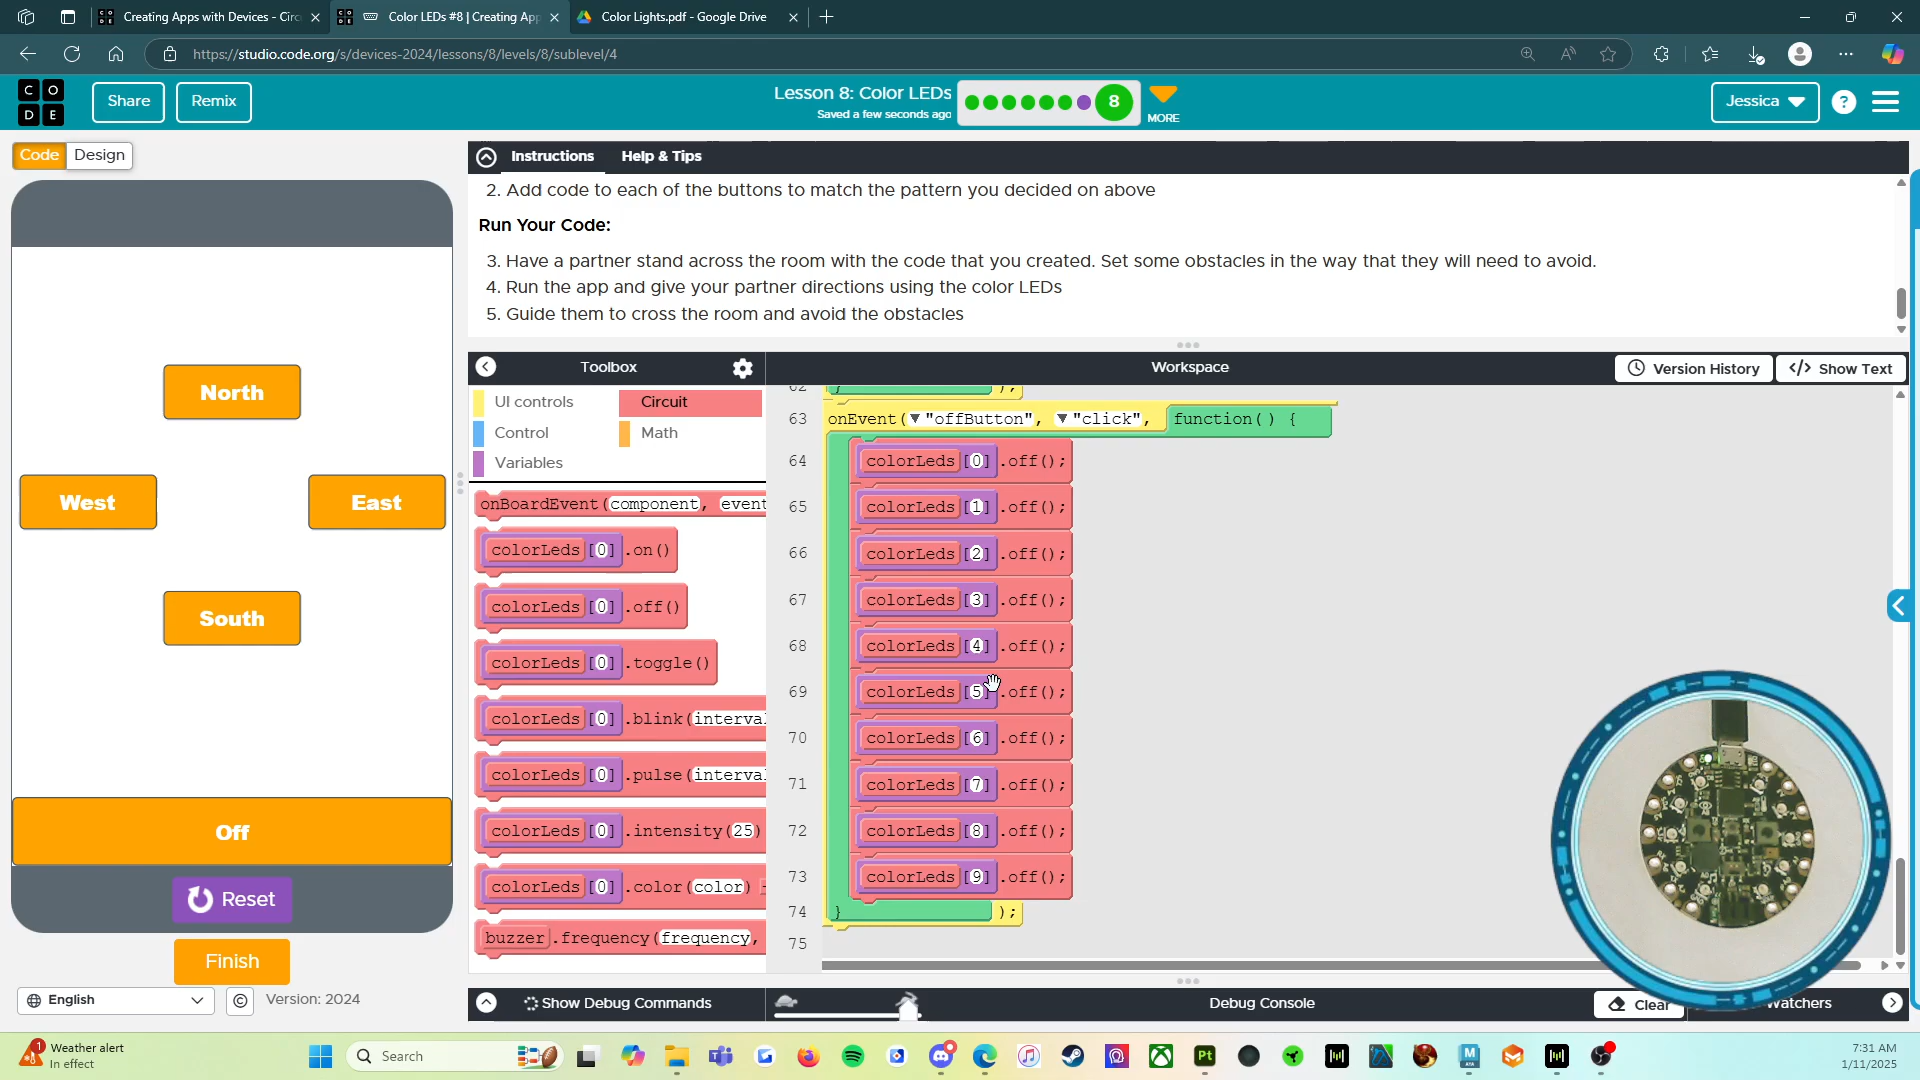 Creating Apps with Devices - Circ
Color LEDs #8 | Creating App
Color Lights.pdf - Google Drive
https://studio.code.org/s/devices-2024/lessons/8/levels/8/sublevel/4
C O
D E
Share
Remix
Lesson 8: Color LEDs
Saved a few seconds ago
8
MORE
Jessica
?
Code
Design
Instructions
Help & Tips
2. Add code to each of the buttons to match the pattern you decided on above
Run Your Code:
3. Have a partner stand across the room with the code that you created. Set some obstacles in the way that they will need to avoid.
4. Run the app and give your partner directions using the color LEDs
5. Guide them to cross the room and avoid the obstacles
North
West
East
South
Off
Reset
Finish
English
©
Version: 2024
Toolbox
UI controls
Circuit
Control
Math
Variables
onBoardEvent(component, event
colorLeds[0].on()
colorLeds[0].off()
colorLeds[0].toggle()
colorLeds[0].blink(interval
colorLeds[0].pulse(interval
colorLeds[0].intensity(25)
colorLeds[0].color(color)
buzzer.frequency(frequency,
Workspace
Version History
</> Show Text
62 } );
63 onEvent("offButton", "click", function() {
64 colorLeds[0].off();
65 colorLeds[1].off();
66 colorLeds[2].off();
67 colorLeds[3].off();
68 colorLeds[4].off();
69 colorLeds[5].off();
70 colorLeds[6].off();
71 colorLeds[7].off();
72 colorLeds[8].off();
73 colorLeds[9].off();
74 } );
75
Show Debug Commands
Debug Console
Clear
Watchers
1
Weather alert
In effect
Search
7:31 AM
1/11/2025